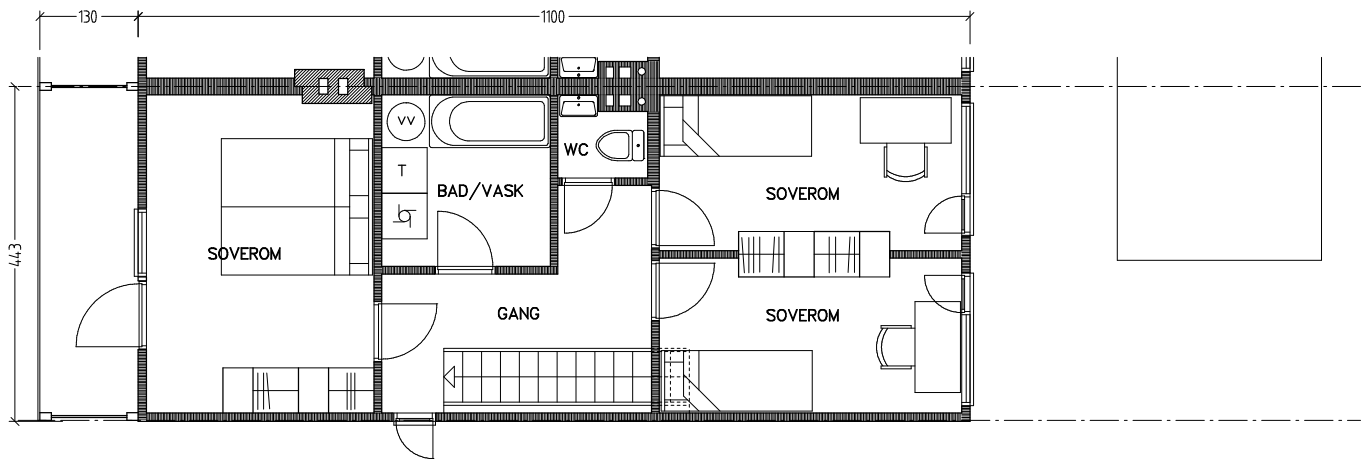 130
1100
443
VV
T
BAD/VASK
WC
SOVEROM
SOVEROM
GANG
SOVEROM